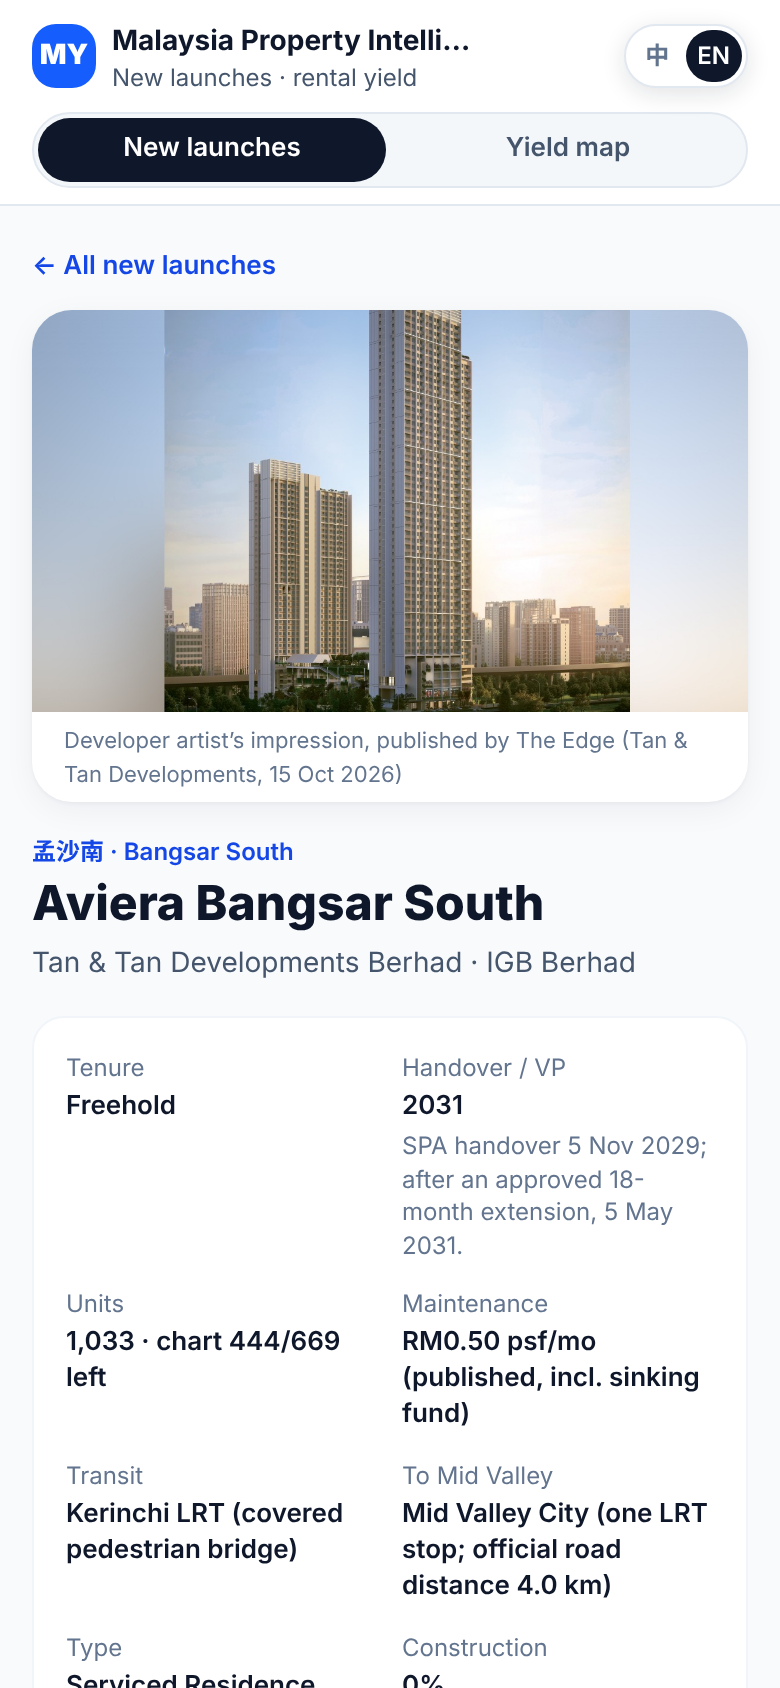 MY
Malaysia Property Intelli...
New launches · rental yield
中 EN
New launches
Yield map
← All new launches
Developer artist’s impression, published by The Edge (Tan &
Tan Developments, 15 Oct 2026)
孟沙南 · Bangsar South
Aviera Bangsar South
Tan & Tan Developments Berhad · IGB Berhad
Tenure
Freehold
Handover / VP
2031
SPA handover 5 Nov 2029;
after an approved 18-
month extension, 5 May
2031.
Units
1,033 · chart 444/669
left
Maintenance
RM0.50 psf/mo
(published, incl. sinking
fund)
Transit
Kerinchi LRT (covered
pedestrian bridge)
To Mid Valley
Mid Valley City (one LRT
stop; official road
distance 4.0 km)
Type
Serviced Residence
Construction
0%